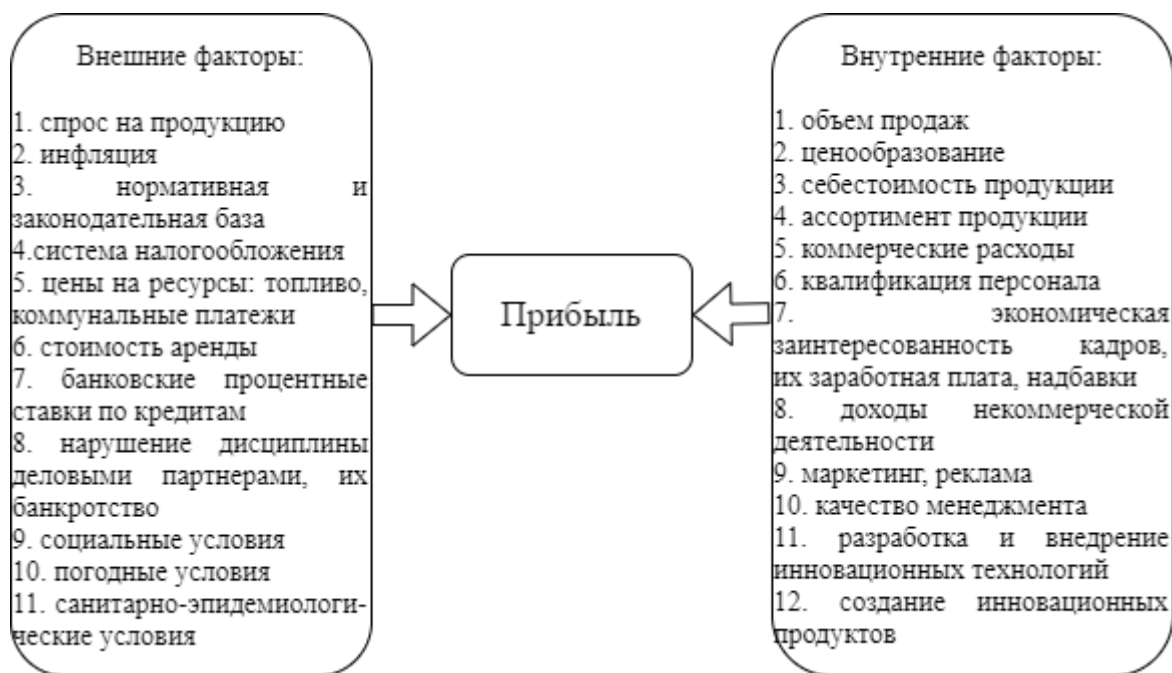 Внешние факторы:
1. спрос на продукцию
2. инфляция
3. нормативная и
законодательная база
4.система налогообложения
5. цены на ресурсы: топливо,
коммунальные платежи
6. стоимость аренды
7. банковские процентные
ставки по кредитам
8. нарушение дисциплины
деловыми партнерами, их
банкротство
9. социальные условия
10. погодные условия
11. санитарно-эпидемиологи-
ческие условия
Прибыль
Внутренние факторы:
1. объем продаж
2. ценообразование
3. себестоимость продукции
4. ассортимент продукции
5. коммерческие расходы
6. квалификация персонала
7. экономическая
заинтересованность кадров,
их заработная плата, надбавки
8. доходы некоммерческой
деятельности
9. маркетинг, реклама
10. качество менеджмента
11. разработка и внедрение
инновационных технологий
12. создание инновационных
продуктов